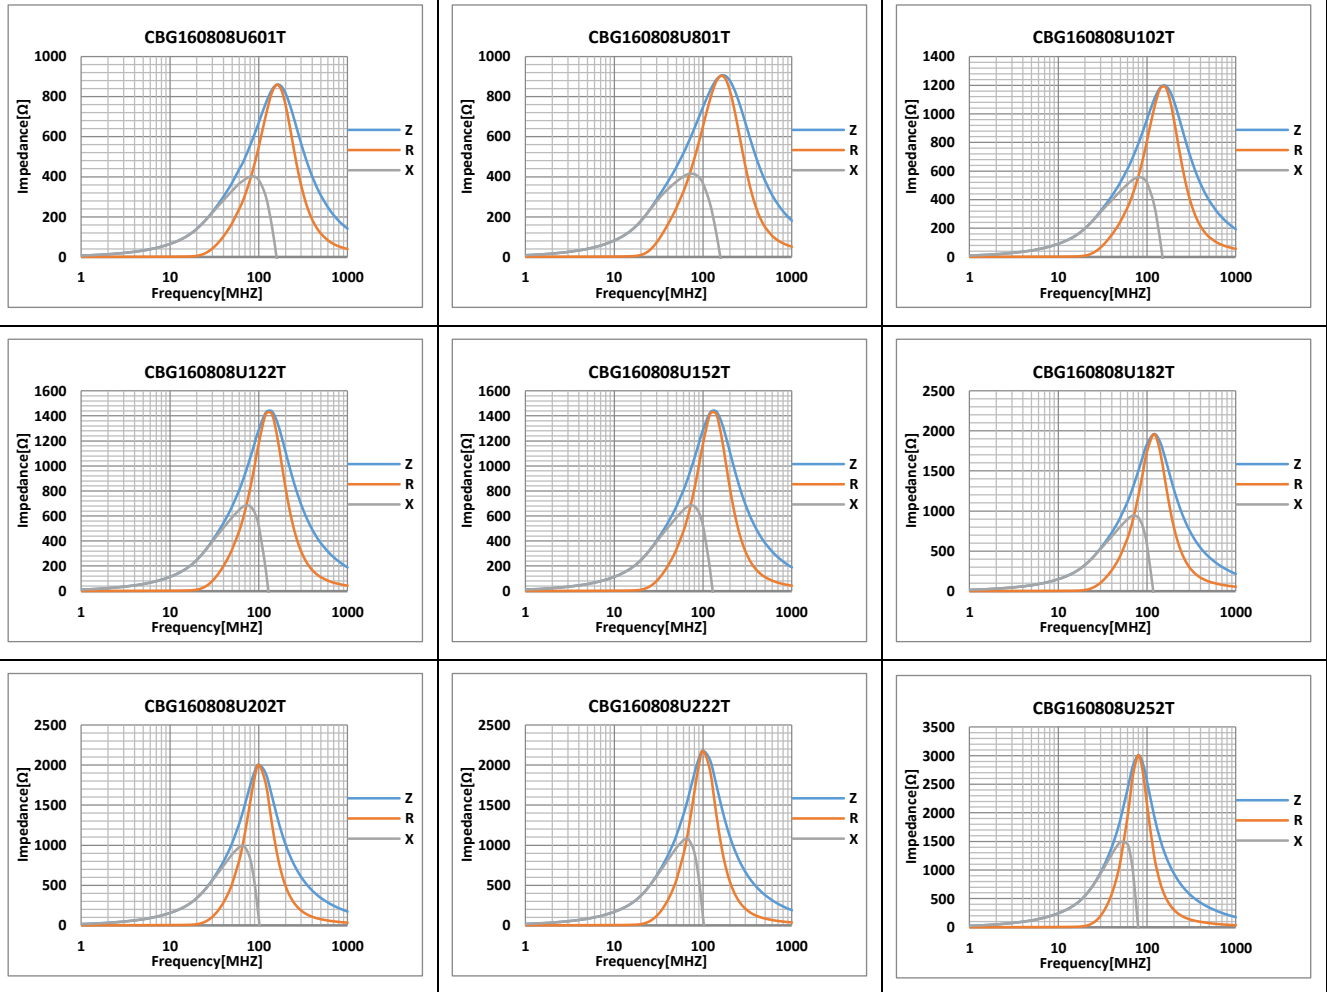 CBG160808U601T
Impedance[Ω]
1000
800
600
400
200
0
1 10 100 1000
Frequency[MHZ]
Z
R
X
CBG160808U801T
Impedance[Ω]
1000
800
600
400
200
0
1 10 100 1000
Frequency[MHZ]
Z
R
X
CBG160808U102T
Impedance[Ω]
1400
1200
1000
800
600
400
200
0
1 10 100 1000
Frequency[MHZ]
Z
R
X
CBG160808U122T
Impedance[Ω]
1600
1400
1200
1000
800
600
400
200
0
1 10 100 1000
Frequency[MHZ]
Z
R
X
CBG160808U152T
Impedance[Ω]
1600
1400
1200
1000
800
600
400
200
0
1 10 100 1000
Frequency[MHZ]
Z
R
X
CBG160808U182T
Impedance[Ω]
2500
2000
1500
1000
500
0
1 10 100 1000
Frequency[MHZ]
Z
R
X
CBG160808U202T
Impedance[Ω]
2500
2000
1500
1000
500
0
1 10 100 1000
Frequency[MHZ]
Z
R
X
CBG160808U222T
Impedance[Ω]
2500
2000
1500
1000
500
0
1 10 100 1000
Frequency[MHZ]
Z
R
X
CBG160808U252T
Impedance[Ω]
3500
3000
2500
2000
1500
1000
500
0
1 10 100 1000
Frequency[MHZ]
Z
R
X